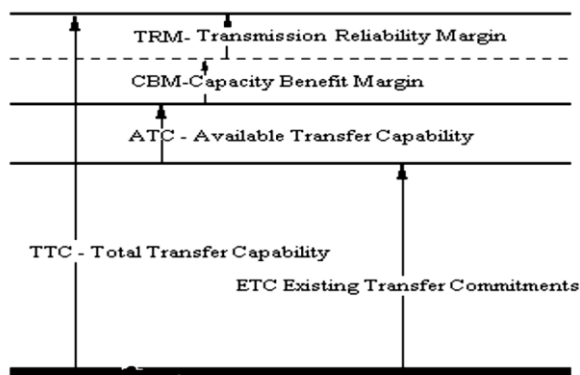 TRM- Transmission Reliability Margin
CBM-Capacity Benefit Margin
ATC - Available Transfer Capability
TTC - Total Transfer Capability
ETC Existing Transfer Commitments